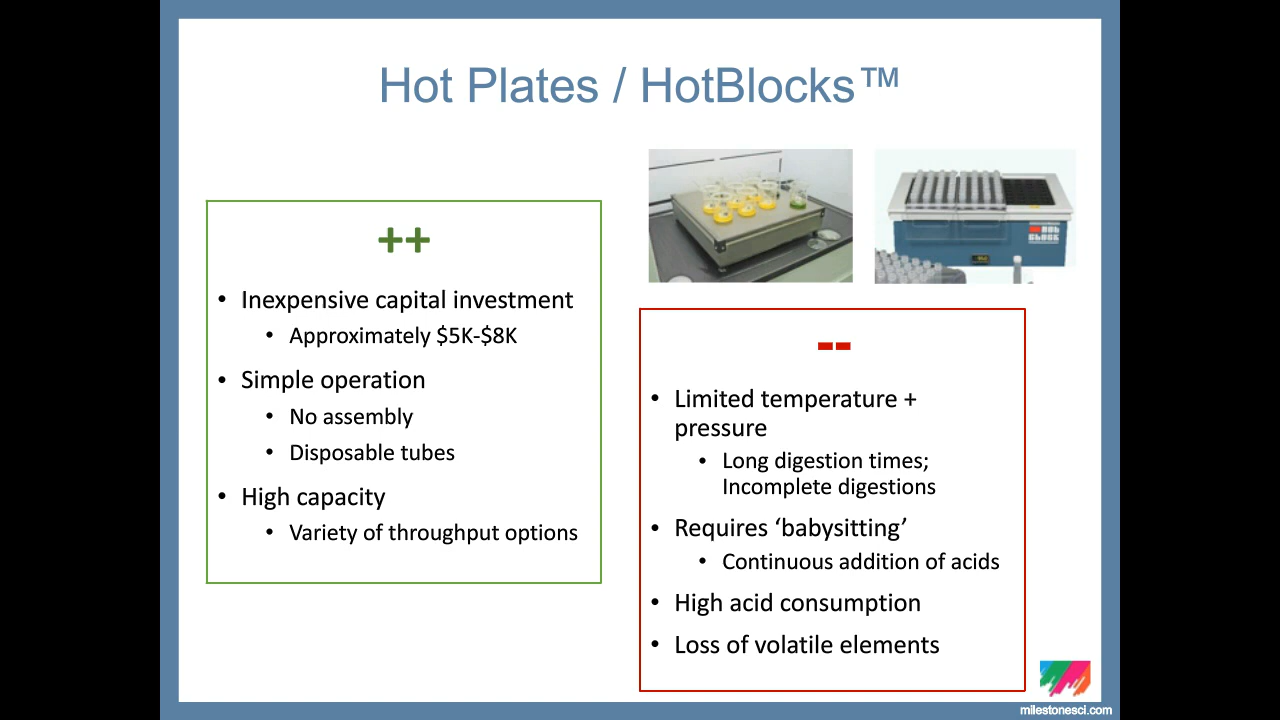 Hot Plates / HotBlocks™
++
• Inexpensive capital investment
• Approximately $5K-$8K
• Simple operation
• No assembly
• Disposable tubes
• High capacity
• Variety of throughput options
HOT
BLOCK
--
• Limited temperature +
pressure
• Long digestion times;
Incomplete digestions
• Requires ‘babysitting’
• Continuous addition of acids
• High acid consumption
• Loss of volatile elements
milestonesci.com